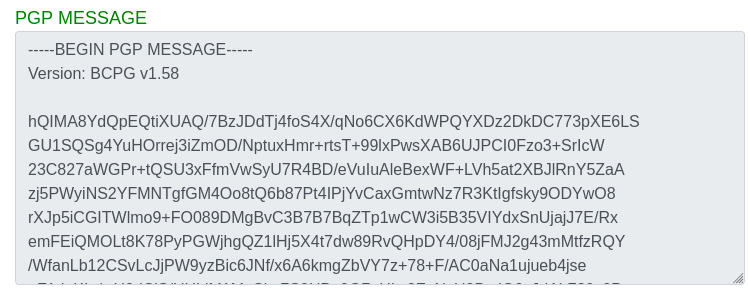 PGP MESSAGE
-----BEGIN PGP MESSAGE-----
Version: BCPG v1.58

hQIMA8YdQpEQtiXUAQ/7BzJDdTj4foS4X/qNo6CX6KdWPQYXDz2DkDC773pXE6LS
GU1SQSg4YuHOrrej3iZmOD/NptuxHmr+rtsT+99lxPwsXAB6UJPCI0Fzo3+SrIcW
23C827aWGPr+tQSU3xFfmVwSyU7R4BD/eVuIuAleBexWF+LVh5at2XBJlRnY5ZaA
zj5PWyiNS2YFMNTgfGM4Oo8tQ6b87Pt4IPjYvCaxGmtwNz7R3KtIgfsky9ODYwO8
rXJp5iCGITWlmo9+FO089DMgBvC3B7B7BqZTp1wCW3i5B35VIYdxSnUjajJ7E/Rx
emFEiQMOLt8K78PyPGWjhgQZ1lHj5X4t7dw89RvQHpDY4/08jFMJ2g43mMtfzRQY
/WfanLb12CSvLcJjPW9yzBic6JNf/x6A6kmgZbVY7z+78+F/AC0aNa1ujueb4jse